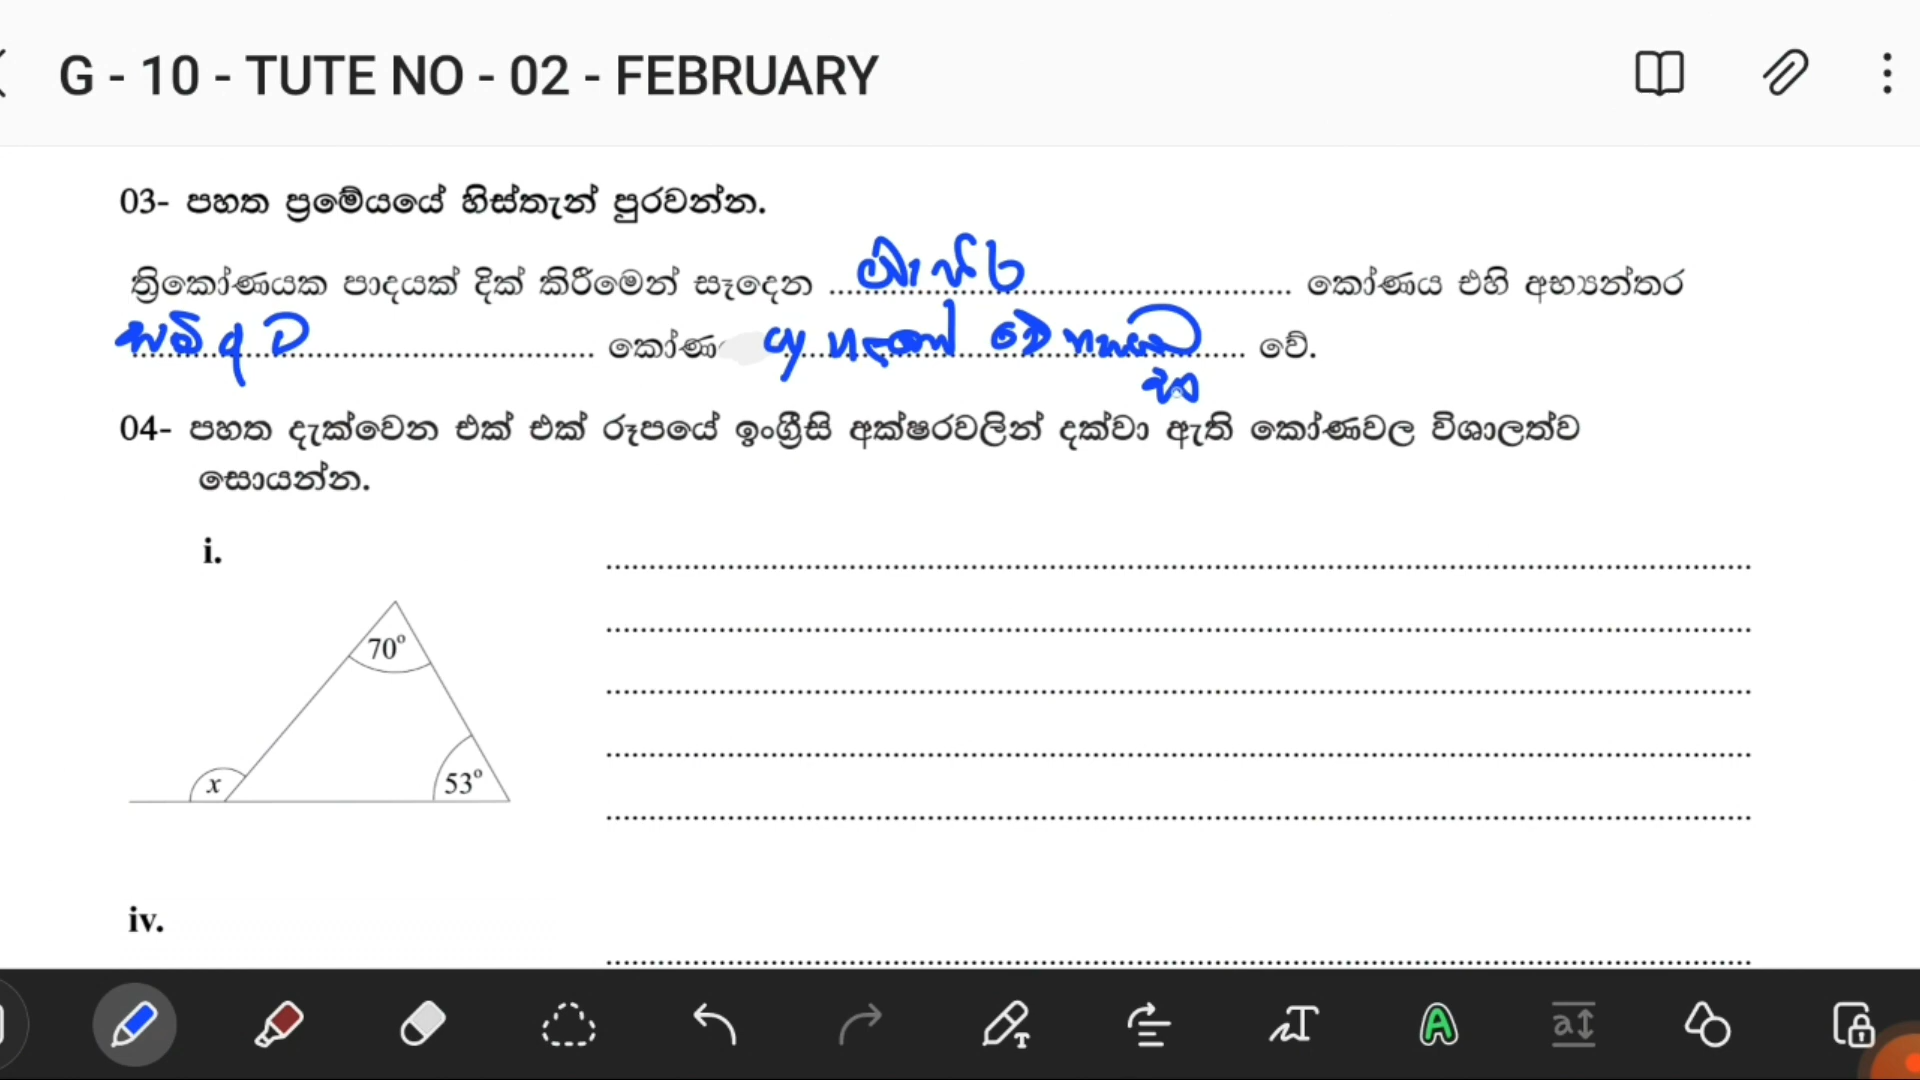 G - 10 - TUTE NO - 02 - FEBRUARY
03- පහත ප්‍රමේයයේ හිස්තැන් පුරවන්න.
ත්‍රිකෝණයක පාදයක් දික් කිරීමෙන් සෑදෙන .......... බාහිර .......... කෝණය එහි අභ්‍යන්තර
.......... කෝණ .......... වේ.
04- පහත දැක්වෙන එක් එක් රූපයේ ඉංග්‍රීසි අක්ෂරවලින් දක්වා ඇති කෝණවල විශාලත්ව
සොයන්න.
i.
70°
x
53°
iv.